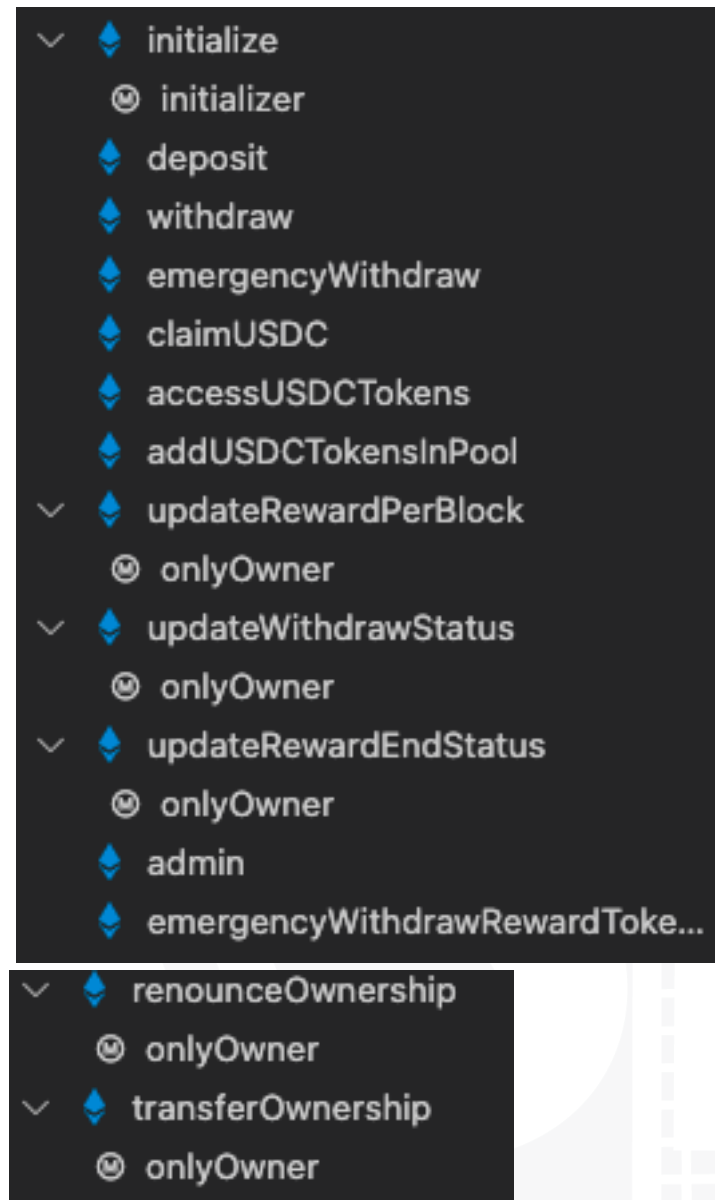 initialize
initializer
deposit
withdraw
emergencyWithdraw
claimUSDC
accessUSDCTokens
addUSDCTokensInPool
updateRewardPerBlock
onlyOwner
updateWithdrawStatus
onlyOwner
updateRewardEndStatus
onlyOwner
admin
emergencyWithdrawRewardToke...
renounceOwnership
onlyOwner
transferOwnership
onlyOwner